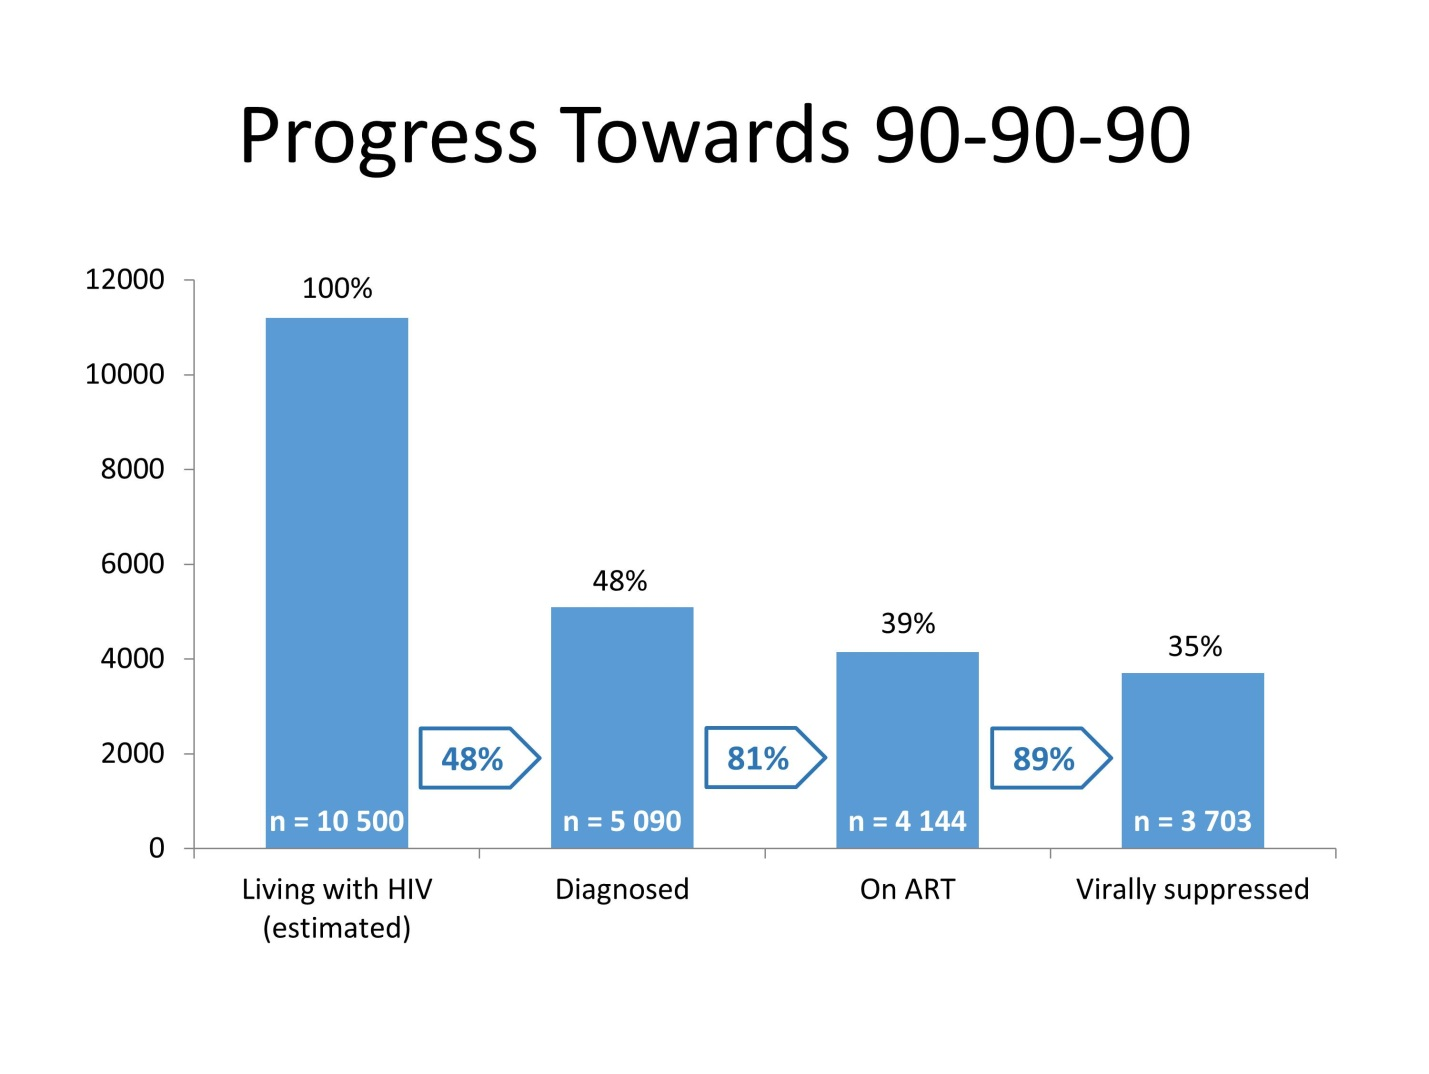 Progress Towards 90-90-90
12000
10000
8000
6000
4000
2000
0
100%
48%
39%
35%
48%
81%
89%
n = 10 500
n = 5 090
n = 4 144
n = 3 703
Living with HIV
(estimated)
Diagnosed
On ART
Virally suppressed